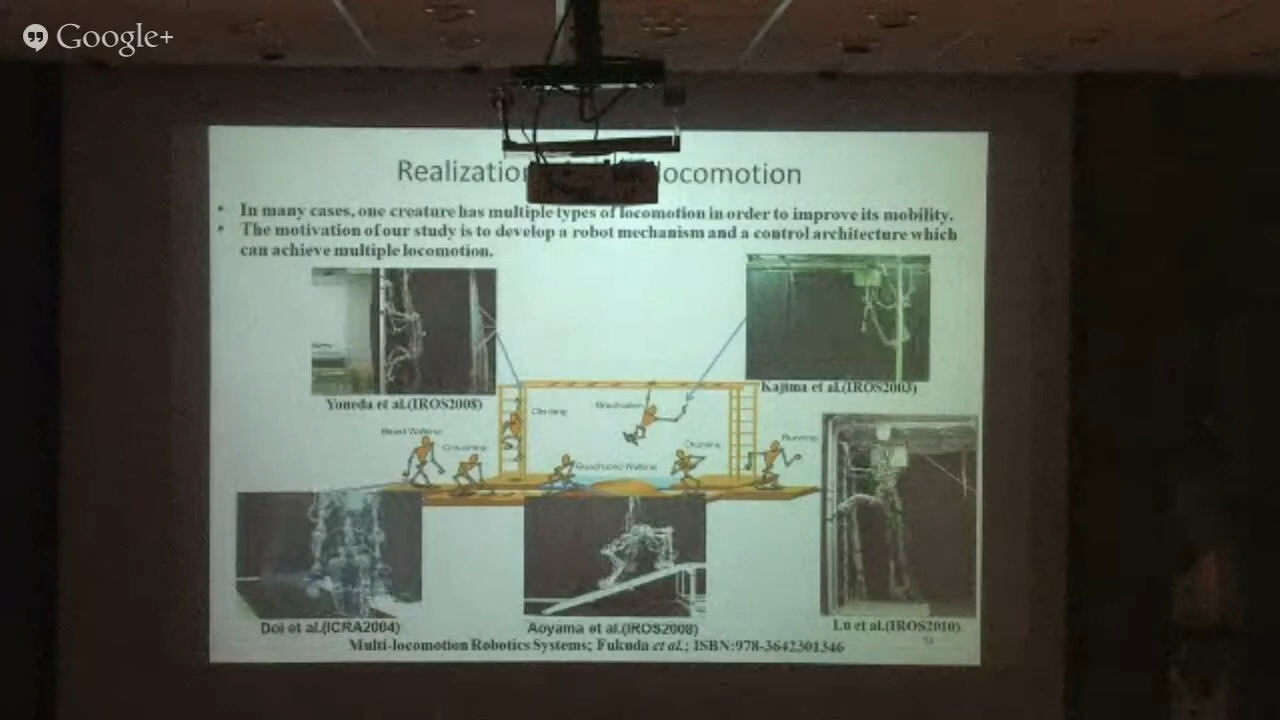 Google+
Realization locomotion
• In many cases, one creature has multiple types of locomotion in order to improve its mobility.
• The motivation of our study is to develop a robot mechanism and a control architecture which
can achieve multiple locomotion.
Kajima et al.(IROS2003)
Yoneda et al.(IROS2008)
Climbing
Brachiation
Biped Walking
Crouching
Quadruped Walking
Running
Doi et al.(ICRA2004)
Aoyama et al.(IROS2008)
Lu et al.(IROS2010)
Multi-locomotion Robotics Systems; Fukuda et al.; ISBN:978-3642301346